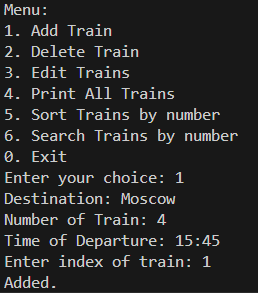 Menu:
1. Add Train
2. Delete Train
3. Edit Trains
4. Print All Trains
5. Sort Trains by number
6. Search Trains by number
0. Exit
Enter your choice: 1
Destination: Moscow
Number of Train: 4
Time of Departure: 15:45
Enter index of train: 1
Added.